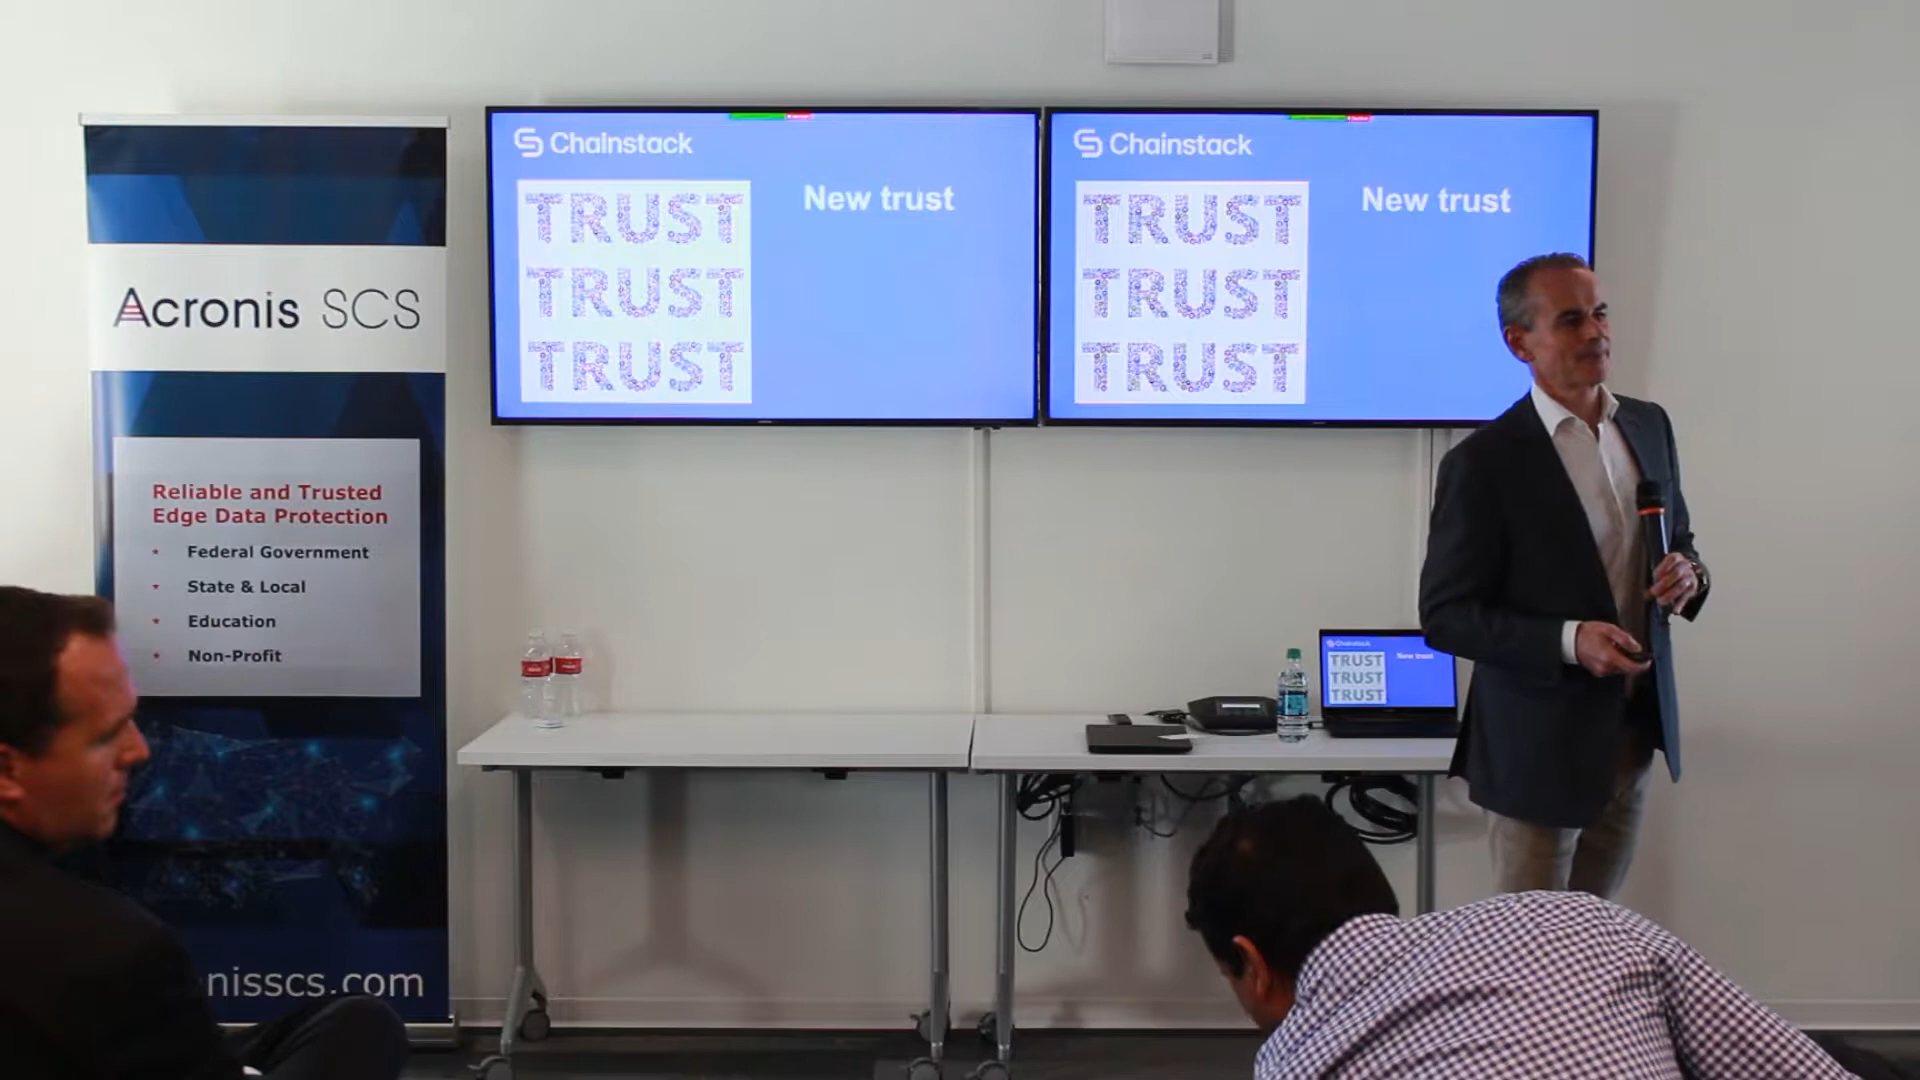 Acronis SCS
Reliable and Trusted
Edge Data Protection
Federal Government
State & Local
Education
Non-Profit
nisscs.com
Chainstack
New trust
TRUST
TRUST
TRUST
Chainstack
New trust
TRUST
TRUST
TRUST
Chainstack
New trust
TRUST
TRUST
TRUST